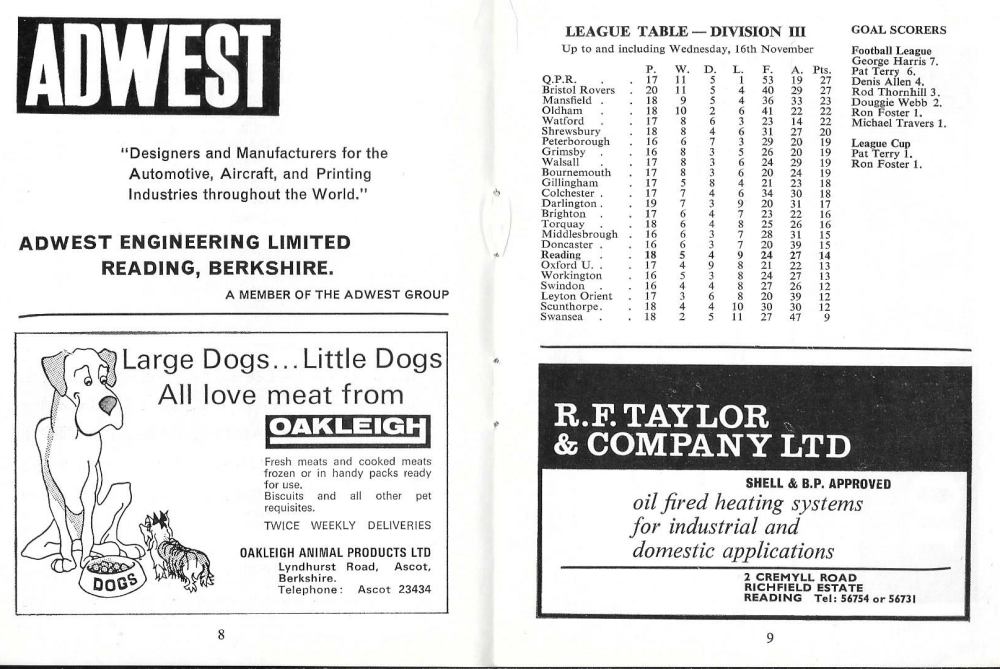 ADWEST
"Designers and Manufacturers for the
Automotive, Aircraft, and Printing
Industries throughout the World."
ADWEST ENGINEERING LIMITED
READING, BERKSHIRE.
A MEMBER OF THE ADWEST GROUP
Large Dogs...Little Dogs
All love meat from
OAKLEIGH
Fresh meats and cooked meats
frozen or in handy packs ready
for use.
Biscuits and all other pet
requisites.
TWICE WEEKLY DELIVERIES
OAKLEIGH ANIMAL PRODUCTS LTD
Lyndhurst Road, Ascot,
Berkshire.
Telephone: Ascot 23434
DOGS
8
LEAGUE TABLE — DIVISION III
Up to and including Wednesday, 16th November
P. W. D. L. F. A. Pts.
Q.P.R. . . 17 11 5 1 53 19 27
Bristol Rovers . 20 11 5 4 40 29 27
Mansfield . . 18 9 5 4 36 33 23
Oldham . . 18 10 2 6 41 22 22
Watford . . 17 8 6 3 23 14 22
Shrewsbury . 18 8 4 6 31 27 20
Peterborough . 16 6 7 3 29 20 19
Grimsby . . 16 8 3 5 26 20 19
Walsall . . 17 8 3 6 24 29 19
Bournemouth . 17 8 3 6 20 24 19
Gillingham . 17 5 8 4 21 23 18
Colchester . . 17 7 4 6 34 30 18
Darlington . . 19 7 3 9 20 31 17
Brighton . . 17 6 4 7 23 22 16
Torquay . . 18 6 4 8 25 26 16
Middlesbrough . 16 6 3 7 28 31 15
Doncaster . . 16 6 3 7 20 39 15
Reading . . 18 5 4 9 24 27 14
Oxford U. . . 17 4 9 8 21 22 13
Workington . 16 5 3 8 24 27 13
Swindon . . 16 4 4 8 27 26 12
Leyton Orient . 17 3 6 8 20 39 12
Scunthorpe. . 18 4 4 10 30 30 12
Swansea . . 18 2 5 11 27 47 9
GOAL SCORERS
Football League
George Harris 7.
Pat Terry 6.
Denis Allen 4.
Rod Thornhill 3.
Douggie Webb 2.
Ron Foster 1.
Michael Travers 1.
League Cup
Pat Terry 1.
Ron Foster 1.
R.F. TAYLOR
& COMPANY LTD
SHELL & B.P. APPROVED
oil fired heating systems
for industrial and
domestic applications
2 CREMYLL ROAD
RICHFIELD ESTATE
READING Tel: 56754 or 56731
9